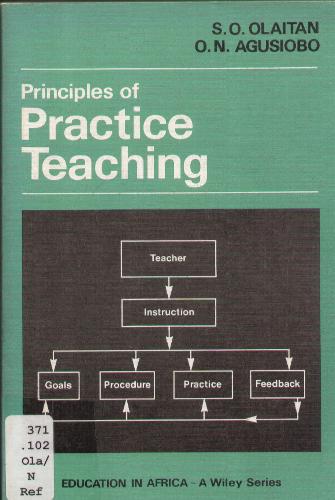 S.O. OLAITAN
O.N. AGUSIOBO
Principles of
Practice
Teaching
Teacher
Instruction
Goals
Procedure
Practice
Feedback
371
.102
Ola/
N
Ref
EDUCATION IN AFRICA - A Wiley Series